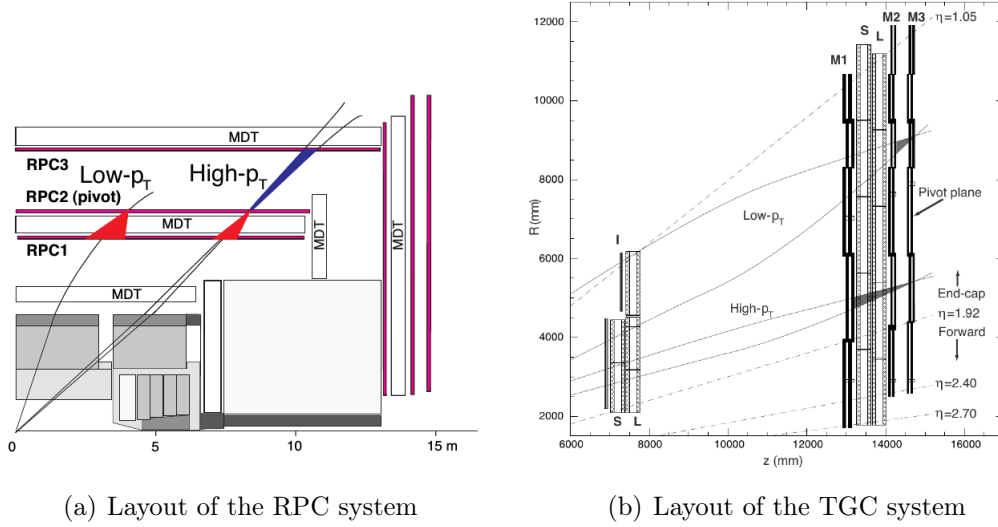 MDT
RPC3
Low-pT
High-pT
RPC2 (pivot)
MDT
RPC1
MDT
MDT
MDT
0
5
10
15 m
(a) Layout of the RPC system
12000
10000
8000
6000
4000
2000
R (mm)
M1
S
L
M2
M3
η=1.05
Low-pT
Pivot plane
I
High-pT
End-cap
η=1.92
Forward
η=2.40
η=2.70
S
L
6000
8000
10000
12000
14000
16000
z (mm)
(b) Layout of the TGC system